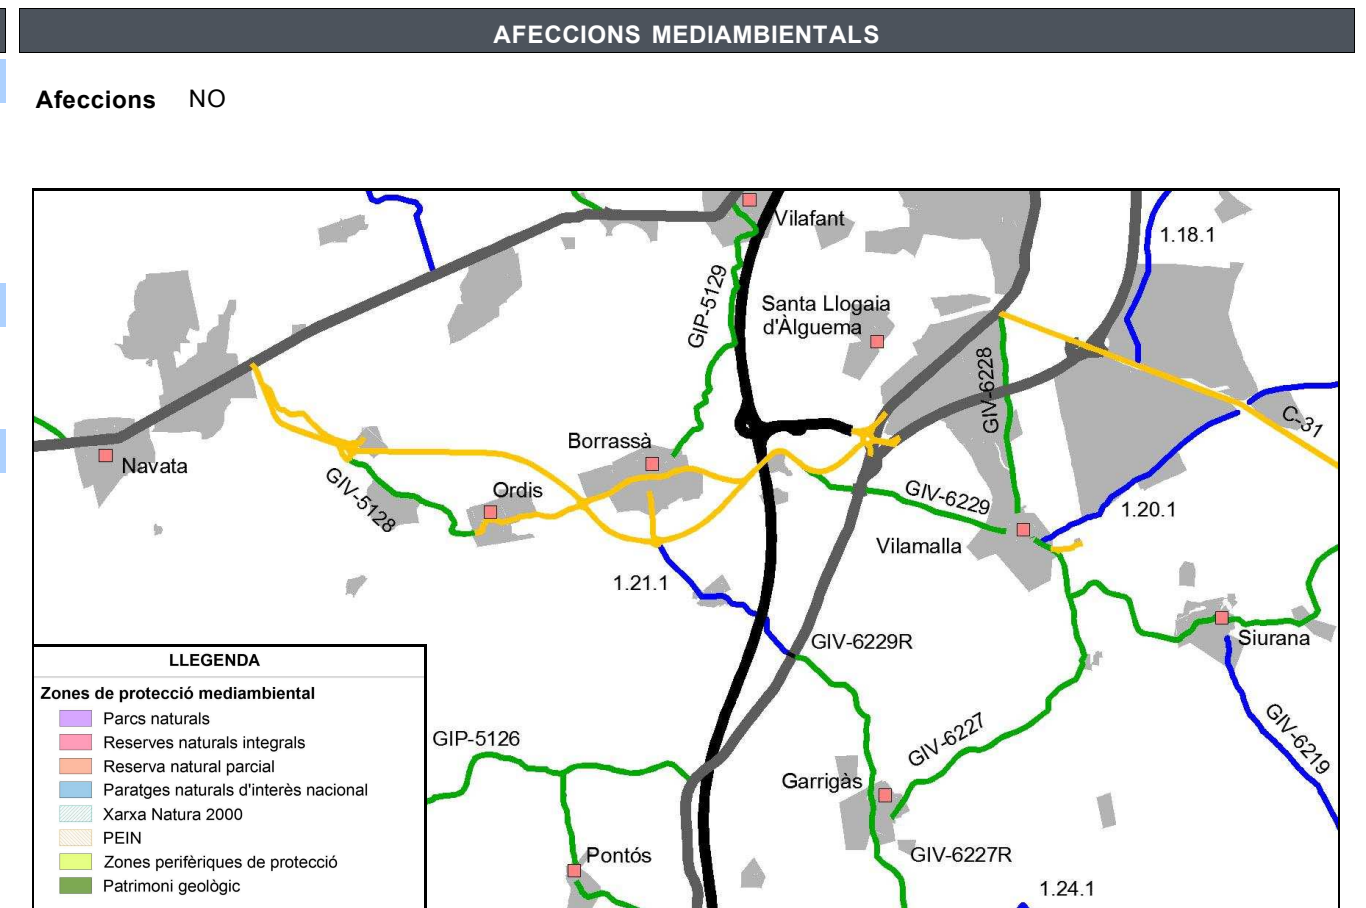 AFECCIONS MEDIAMBIENTALS
Afeccions NO
Vilafant
1.18.1
GIP-5129
Santa Llogaia
d'Àlguema
GIV-6228
C-31
Borrassà
Navata
GIV-5128
Ordis
GIV-6229
1.20.1
Vilamalla
1.21.1
GIV-6229R
Siurana
LLEGENDA
Zones de protecció mediambiental
Parcs naturals
Reserves naturals integrals
Reserva natural parcial
Paratges naturals d'interès nacional
Xarxa Natura 2000
PEIN
Zones perifèriques de protecció
Patrimoni geològic
GIP-5126
GIV-6227
GIV-6219
Garrigàs
Pontós
GIV-6227R
1.24.1